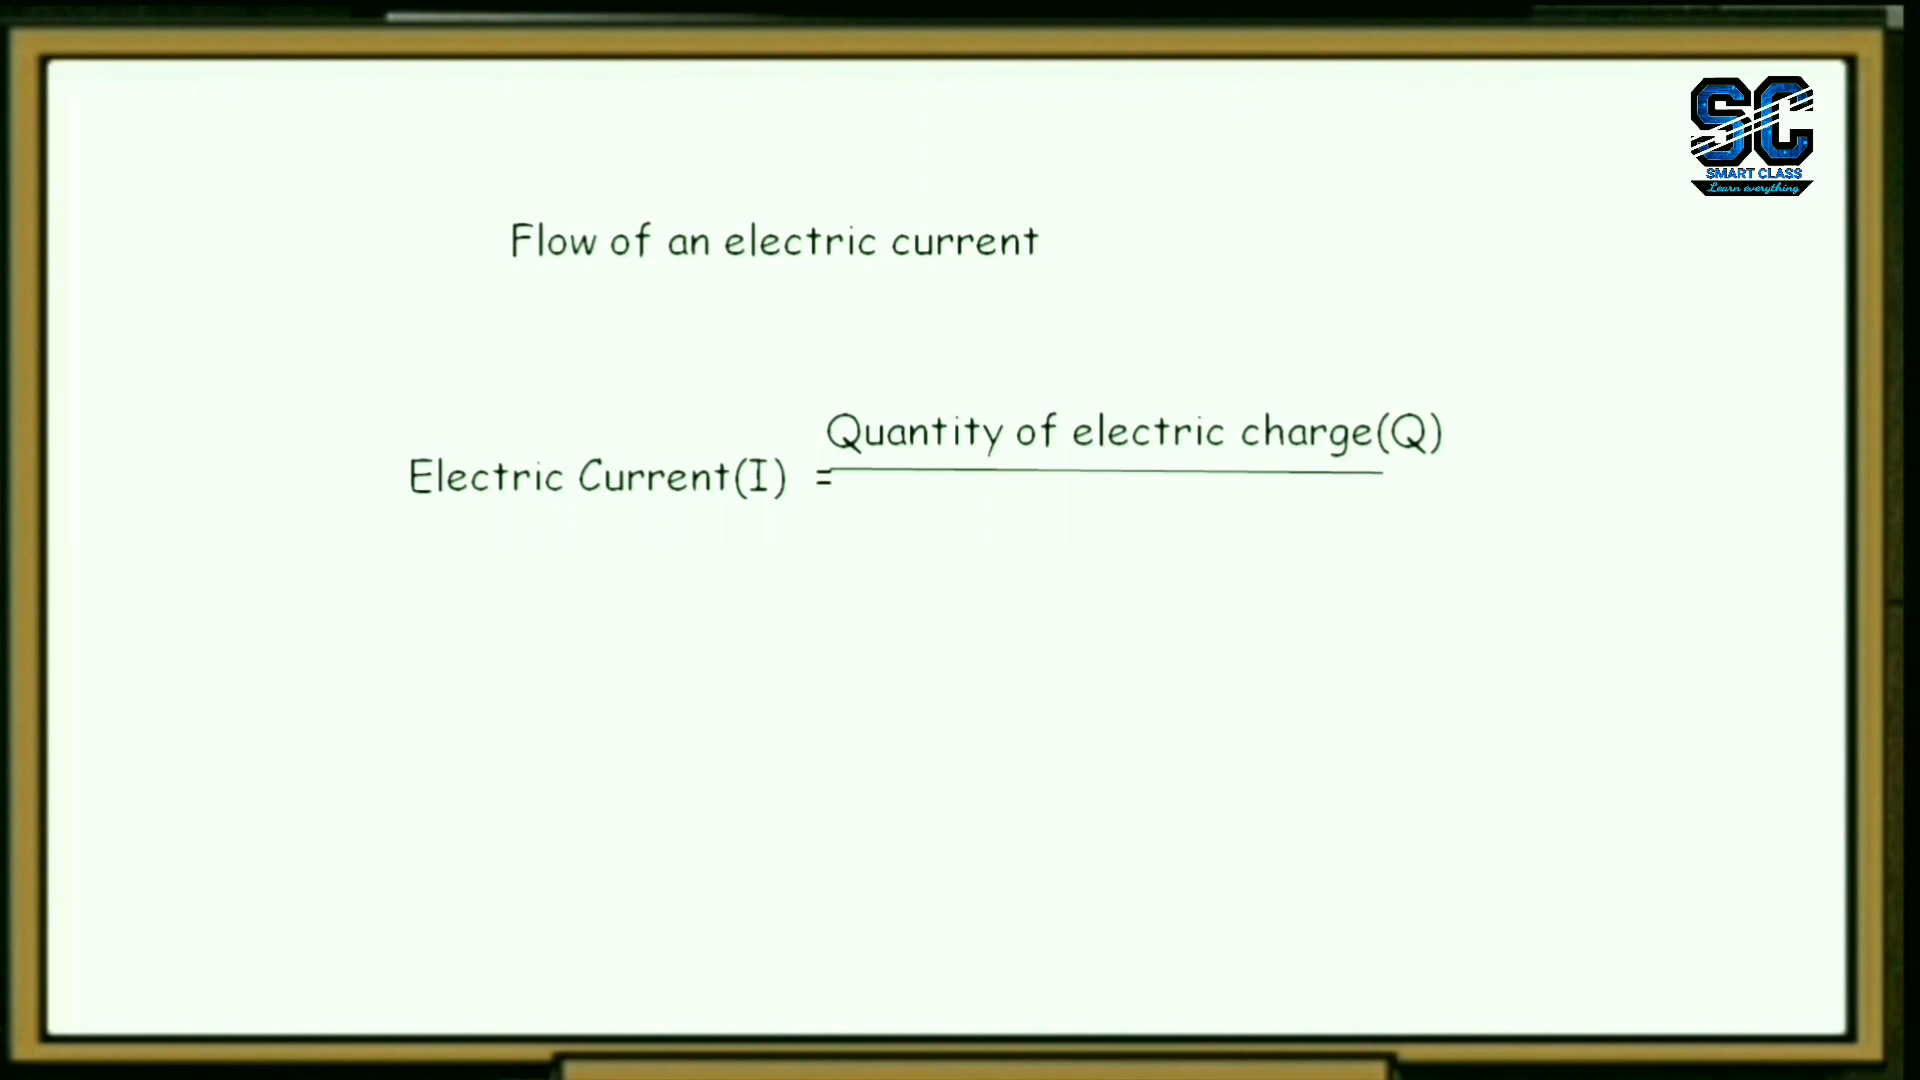 SC
SMART CLASS
Learn everything
Flow of an electric current
Quantity of electric charge(Q)
Electric Current(I) =